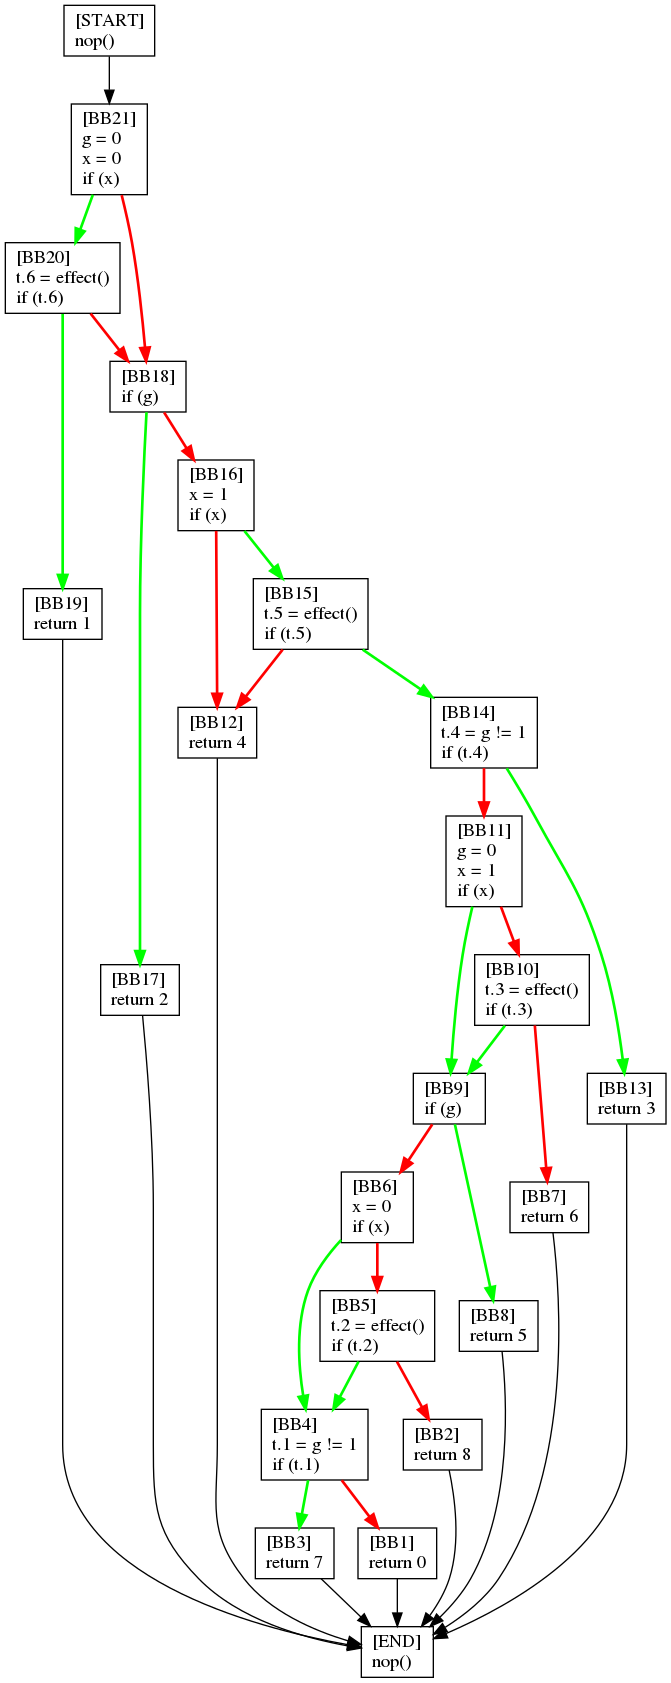 [START]
nop()
[BB21]
g = 0
x = 0
if (x)
[BB20]
t.6 = effect()
if (t.6)
[BB18]
if (g)
[BB16]
x = 1
if (x)
[BB15]
t.5 = effect()
if (t.5)
[BB19]
return 1
[BB12]
return 4
[BB14]
t.4 = g != 1
if (t.4)
[BB11]
g = 0
x = 1
if (x)
[BB17]
return 2
[BB10]
t.3 = effect()
if (t.3)
[BB9]
if (g)
[BB13]
return 3
[BB6]
x = 0
if (x)
[BB7]
return 6
[BB5]
t.2 = effect()
if (t.2)
[BB8]
return 5
[BB4]
t.1 = g != 1
if (t.1)
[BB2]
return 8
[BB3]
return 7
[BB1]
return 0
[END]
nop()